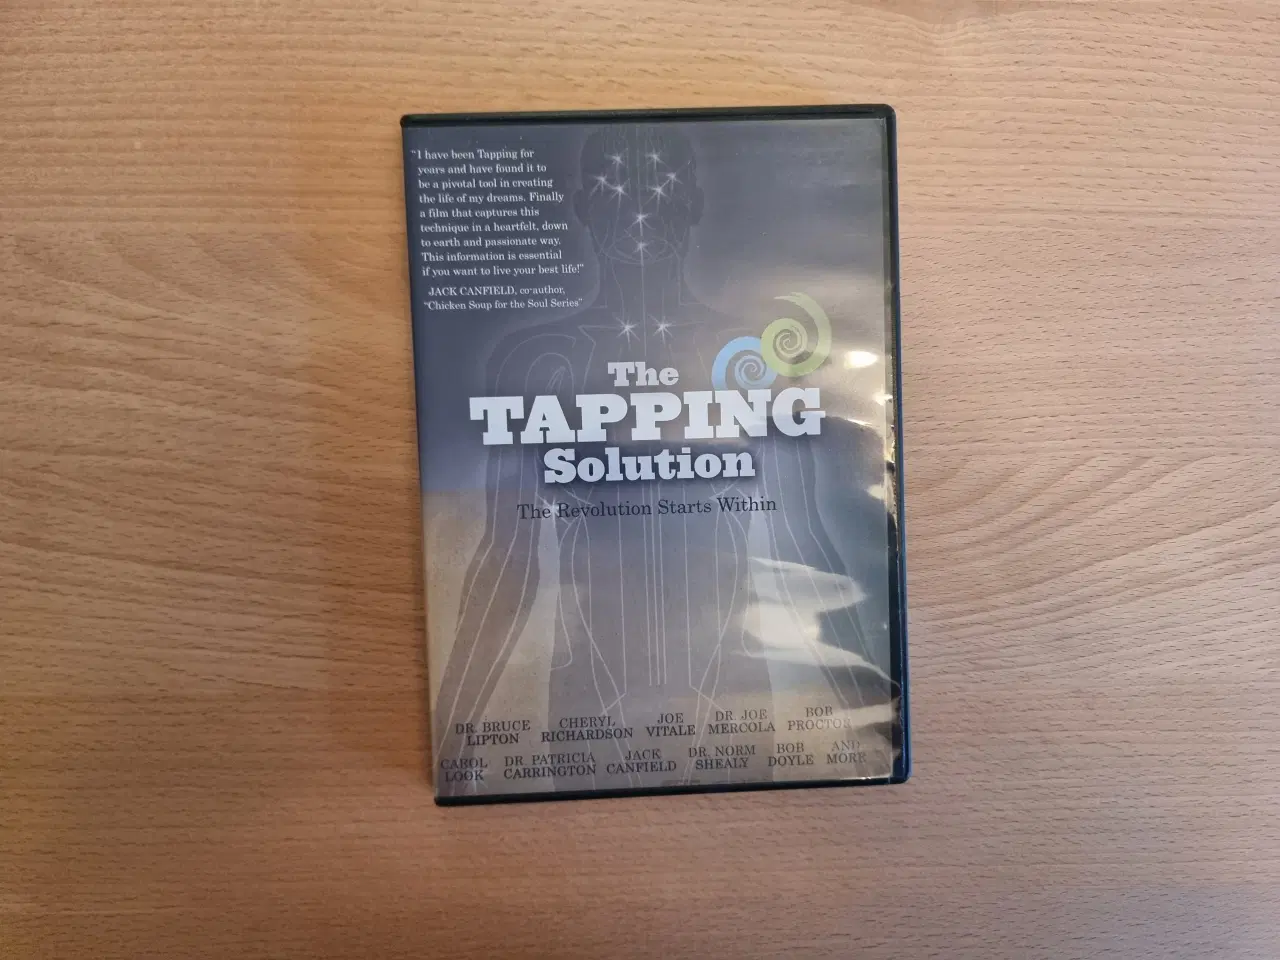 "I have been Tapping for
years and have found it to
be a pivotal tool in creating
the life of my dreams. Finally
a film that captures this
technique in a heartfelt, down
to earth and passionate way.
This information is essential
if you want to live your best life!"
JACK CANFIELD, co-author,
"Chicken Soup for the Soul Series"
The
TAPPING
Solution
The Revolution Starts Within
DR. BRUCE LIPTON CHERYL RICHARDSON JOE VITALE DR. JOE MERCOLA BOB PROCTOR
CAROL LOOK DR. PATRICIA CARRINGTON JACK CANFIELD DR. NORM SHEALY BOB DOYLE AND MORE